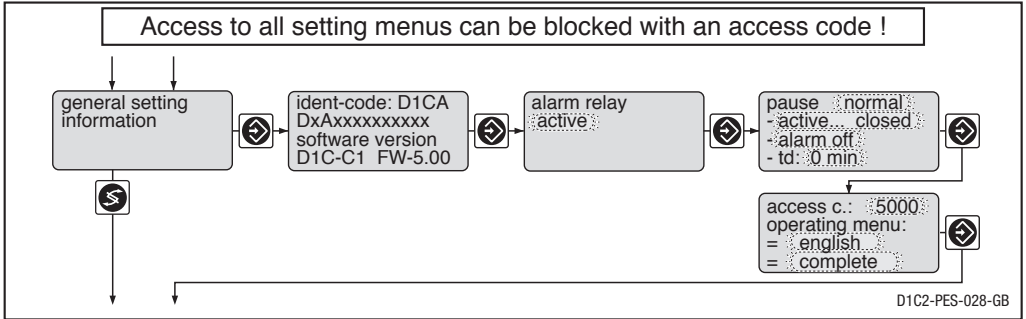 Access to all setting menus can be blocked with an access code !
general setting
information
ident-code: D1CA
DxAxxxxxxxxxx
software version
D1C-C1 FW-5.00
alarm relay
active
pause normal
- active closed
- alarm off
- td: 0 min
access c.: 5000
operating menu:
= english
= complete
D1C2-PES-028-GB